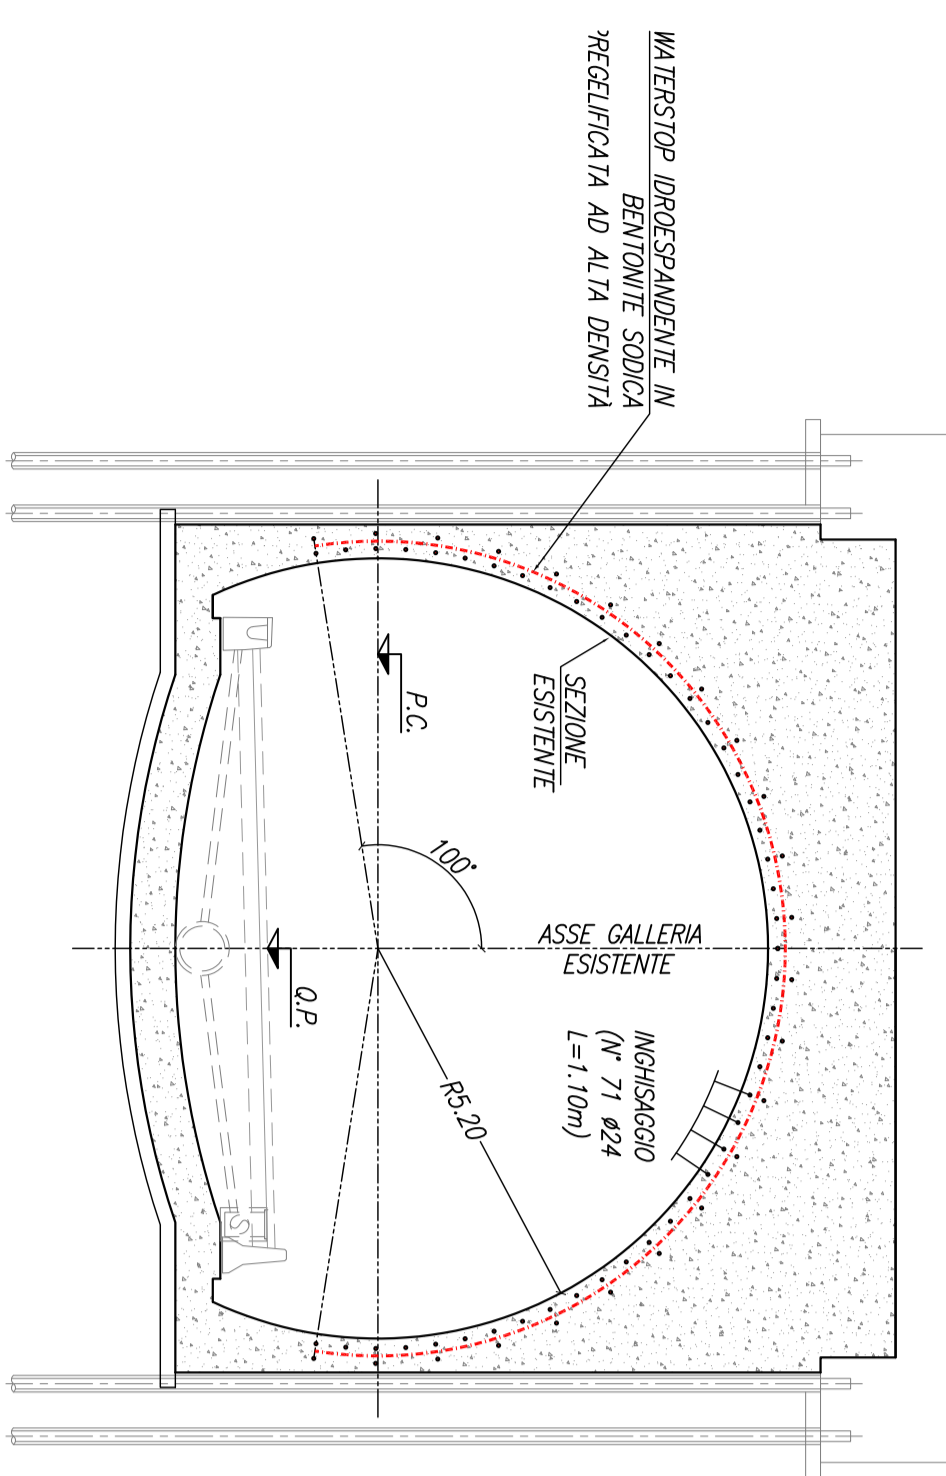 WATERSTOP IDROESPANDENTE IN
BENTONITE SODICA
PREGELIFICATA AD ALTA DENSITÀ
SEZIONE
ESISTENTE
P.C.
100°
ASSE GALLERIA
ESISTENTE
Q.P.
INGHISAGGIO
(N° 71 ø24
L=1.10m)
R5.20
S